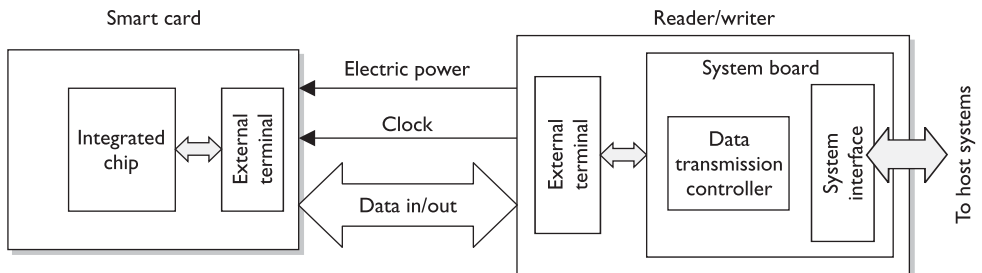 Smart card
Reader/writer
Electric power
System board
Integrated
chip
External
terminal
Clock
External
terminal
Data
transmission
controller
System
interface
Data in/out
To host systems